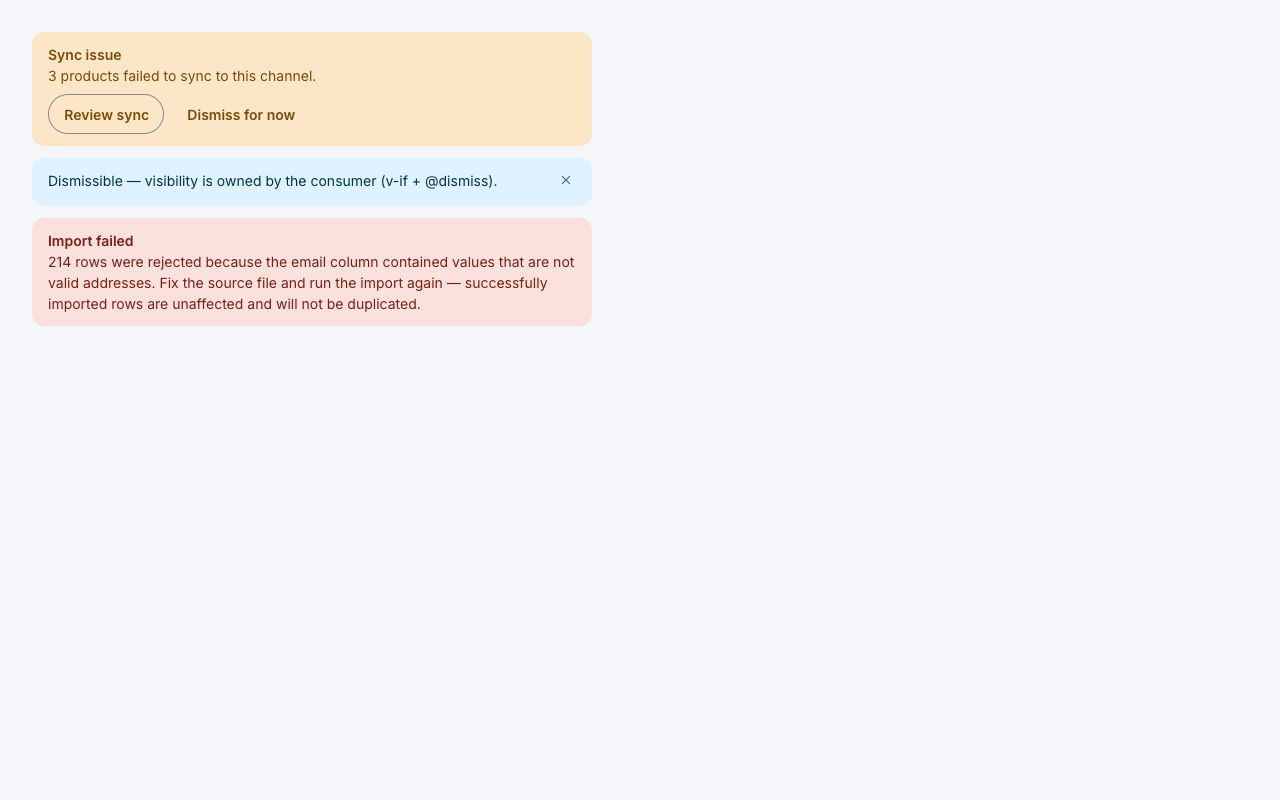 Sync issue
3 products failed to sync to this channel.
Review sync
Dismiss for now
Dismissible — visibility is owned by the consumer (v-if + @dismiss).
Import failed
214 rows were rejected because the email column contained values that are not
valid addresses. Fix the source file and run the import again — successfully
imported rows are unaffected and will not be duplicated.